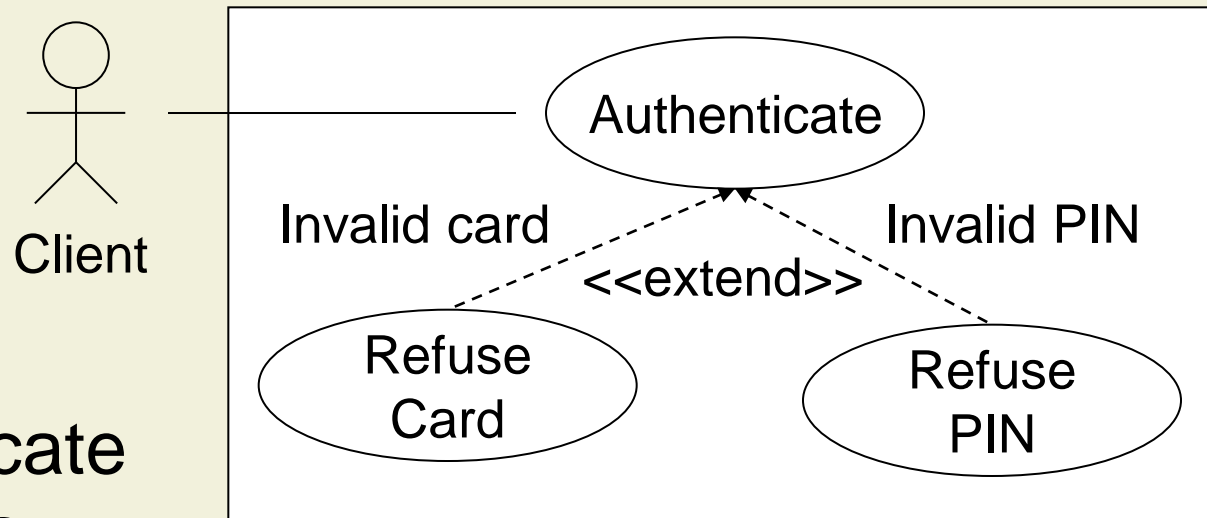 Authenticate
Invalid card
Invalid PIN
Client
<<extend>>
Refuse
Card
Refuse
PIN
cate